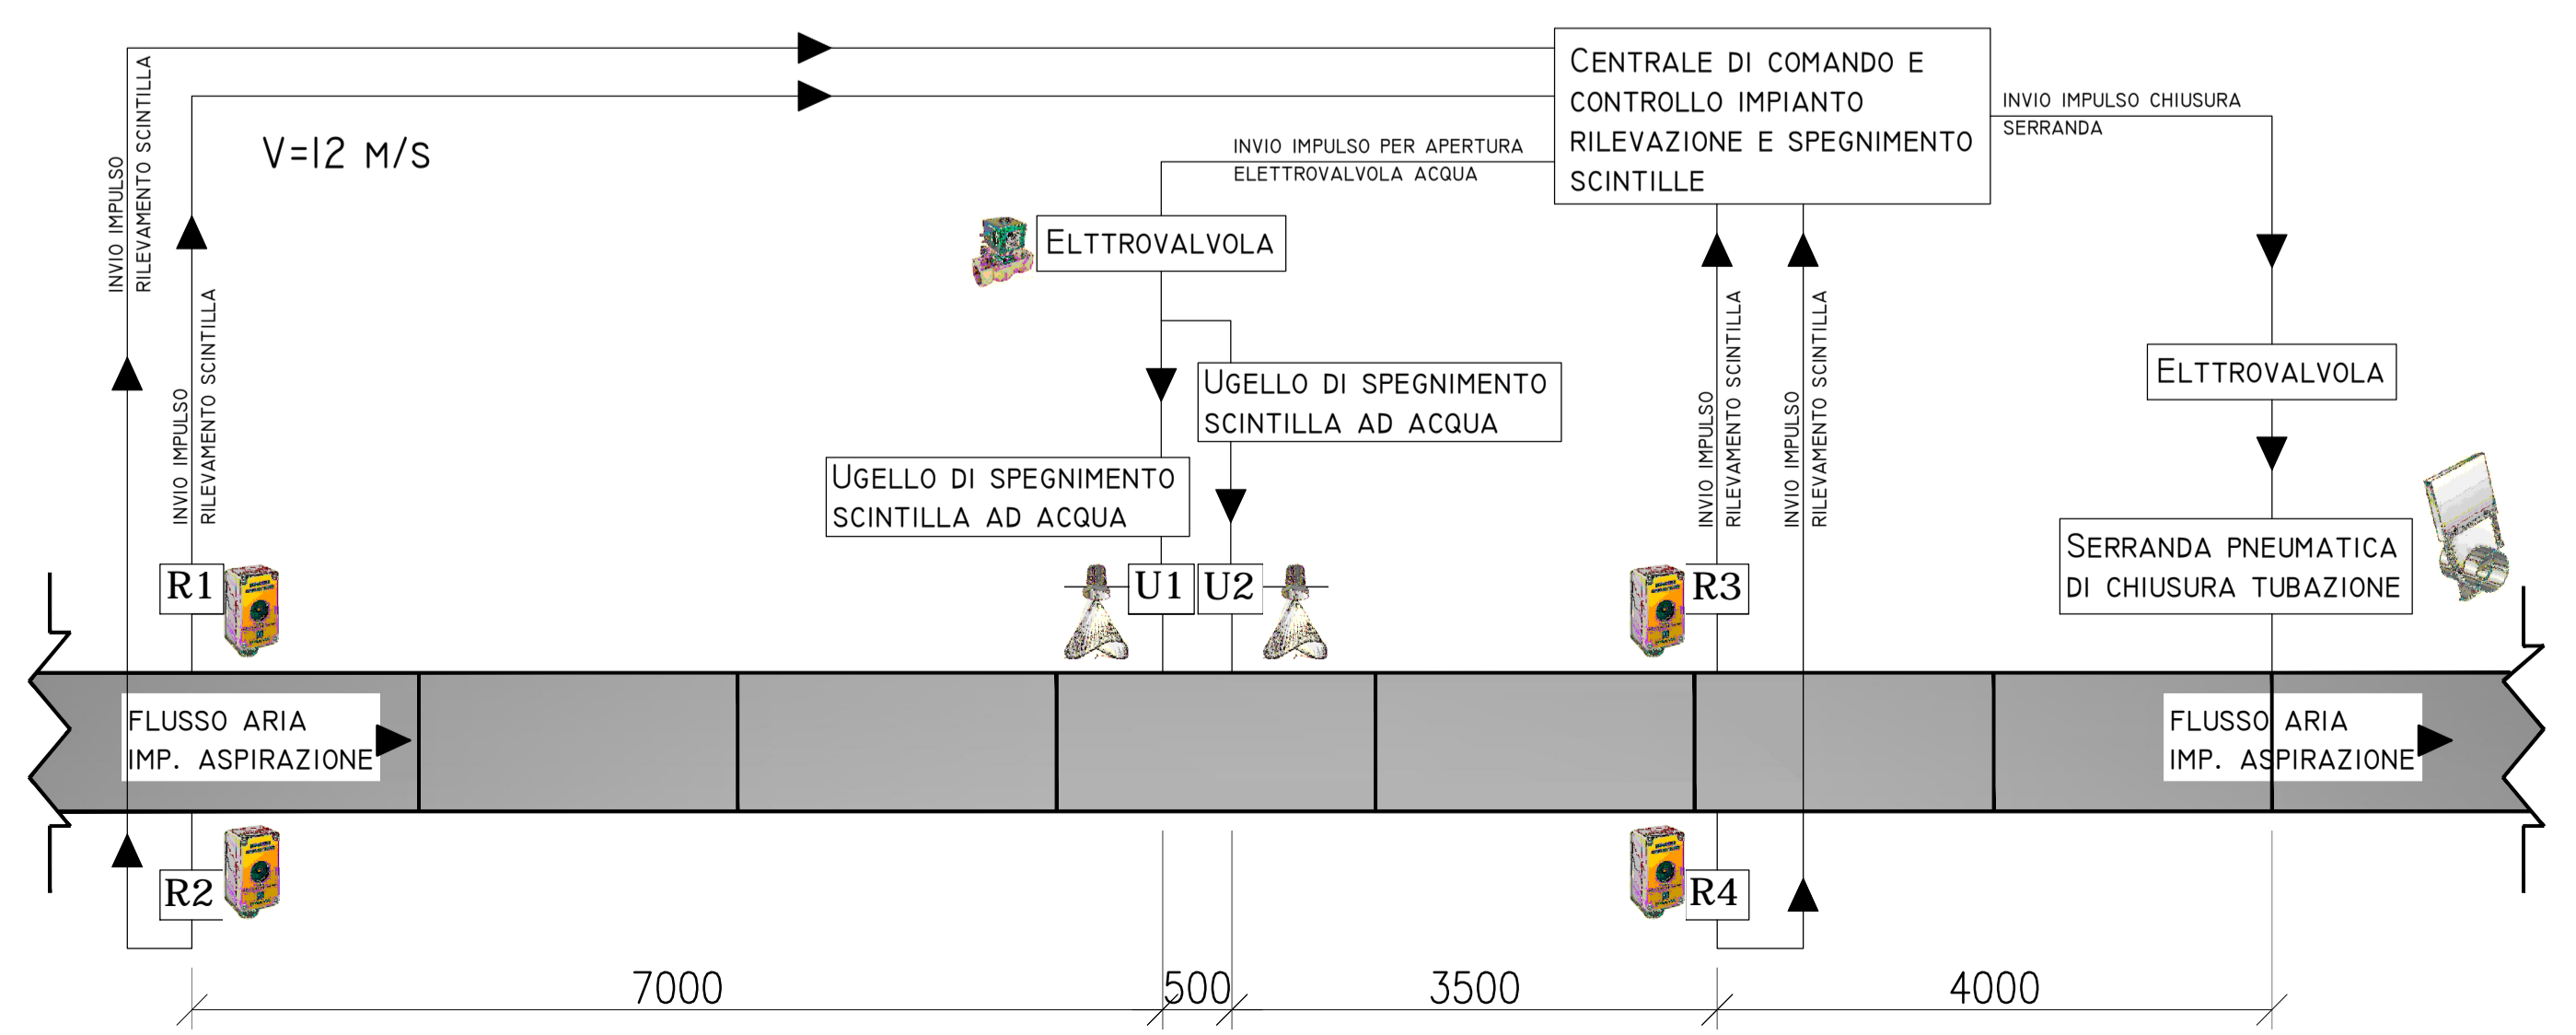 CENTRALE DI COMANDO E
CONTROLLO IMPIANTO
RILEVAZIONE E SPEGNIMENTO
SCINTILLE
INVIO IMPULSO CHIUSURA
SERRANDA
INVIO IMPULSO
RILEVAMENTO SCINTILLA
V=12 M/S
INVIO IMPULSO PER APERTURA
ELETTROVALVOLA ACQUA
ELTTROVALVOLA
INVIO IMPULSO
RILEVAMENTO SCINTILLA
INVIO IMPULSO
RILEVAMENTO SCINTILLA
INVIO IMPULSO
RILEVAMENTO SCINTILLA
ELTTROVALVOLA
UGELLO DI SPEGNIMENTO
SCINTILLA AD ACQUA
UGELLO DI SPEGNIMENTO
SCINTILLA AD ACQUA
SERRANDA PNEUMATICA
DI CHIUSURA TUBAZIONE
R1
U1
U2
R3
FLUSSO ARIA
IMP. ASPIRAZIONE
FLUSSO ARIA
IMP. ASPIRAZIONE
R2
R4
7000
500
3500
4000